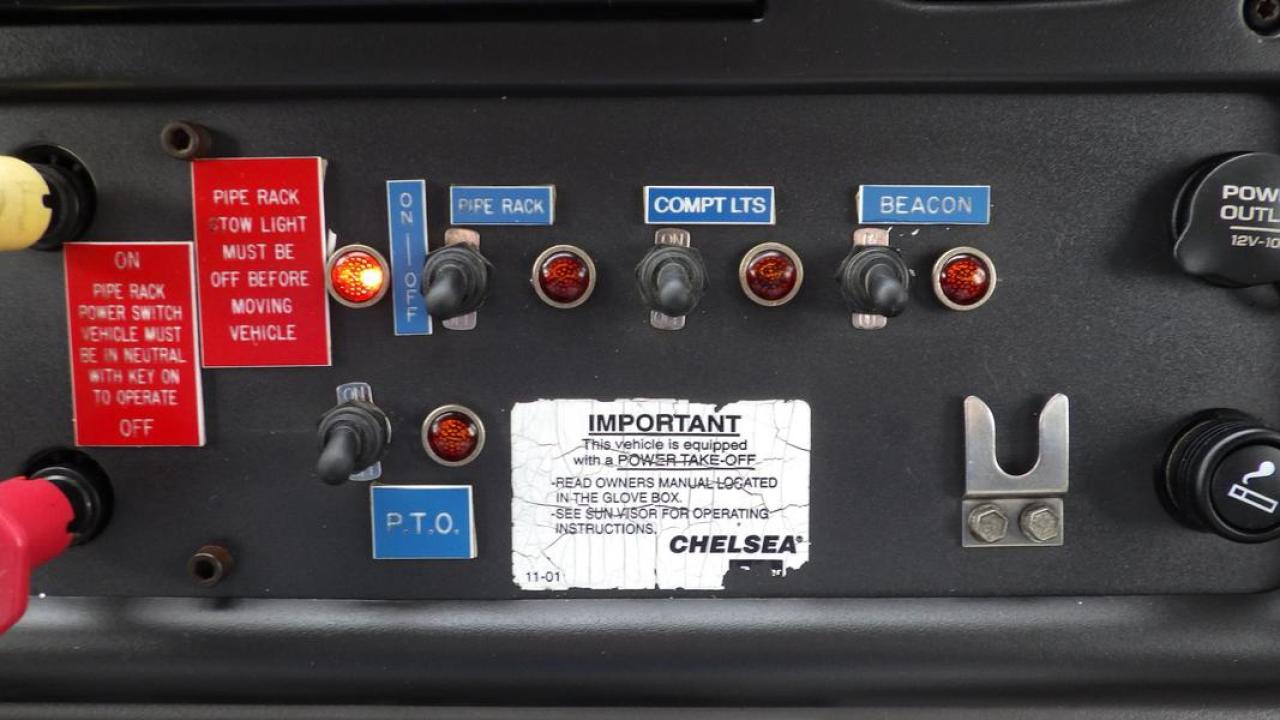 PIPE RACK
STOW LIGHT
MUST BE
OFF BEFORE
MOVING
VEHICLE
ON
PIPE RACK
POWER SWITCH
VEHICLE MUST
BE IN NEUTRAL
WITH KEY ON
TO OPERATE
OFF
ON
OFF
PIPE RACK
COMPT LTS
ON
BEACON
POW
OUTL
12V-10
ON
P.T.O.
IMPORTANT
This vehicle is equipped
with a POWER TAKE-OFF
-READ OWNERS MANUAL LOCATED
IN THE GLOVE BOX.
-SEE SUN VISOR FOR OPERATING
INSTRUCTIONS.
CHELSEA®
11-01